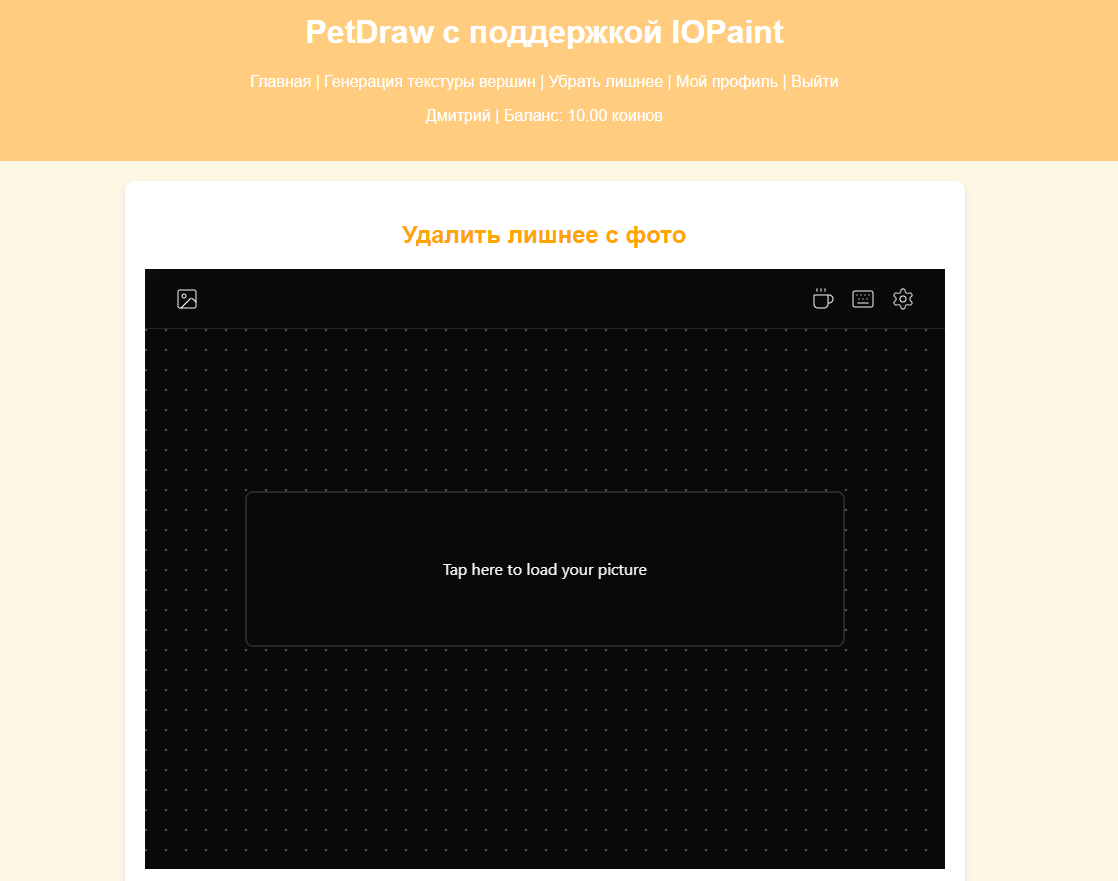 PetDraw с поддержкой IOPaint
Главная | Генерация текстуры вершин | Убрать лишнее | Мой профиль | Выйти
Дмитрий | Баланс: 10.00 коинов
Удалить лишнее с фото
Tap here to load your picture